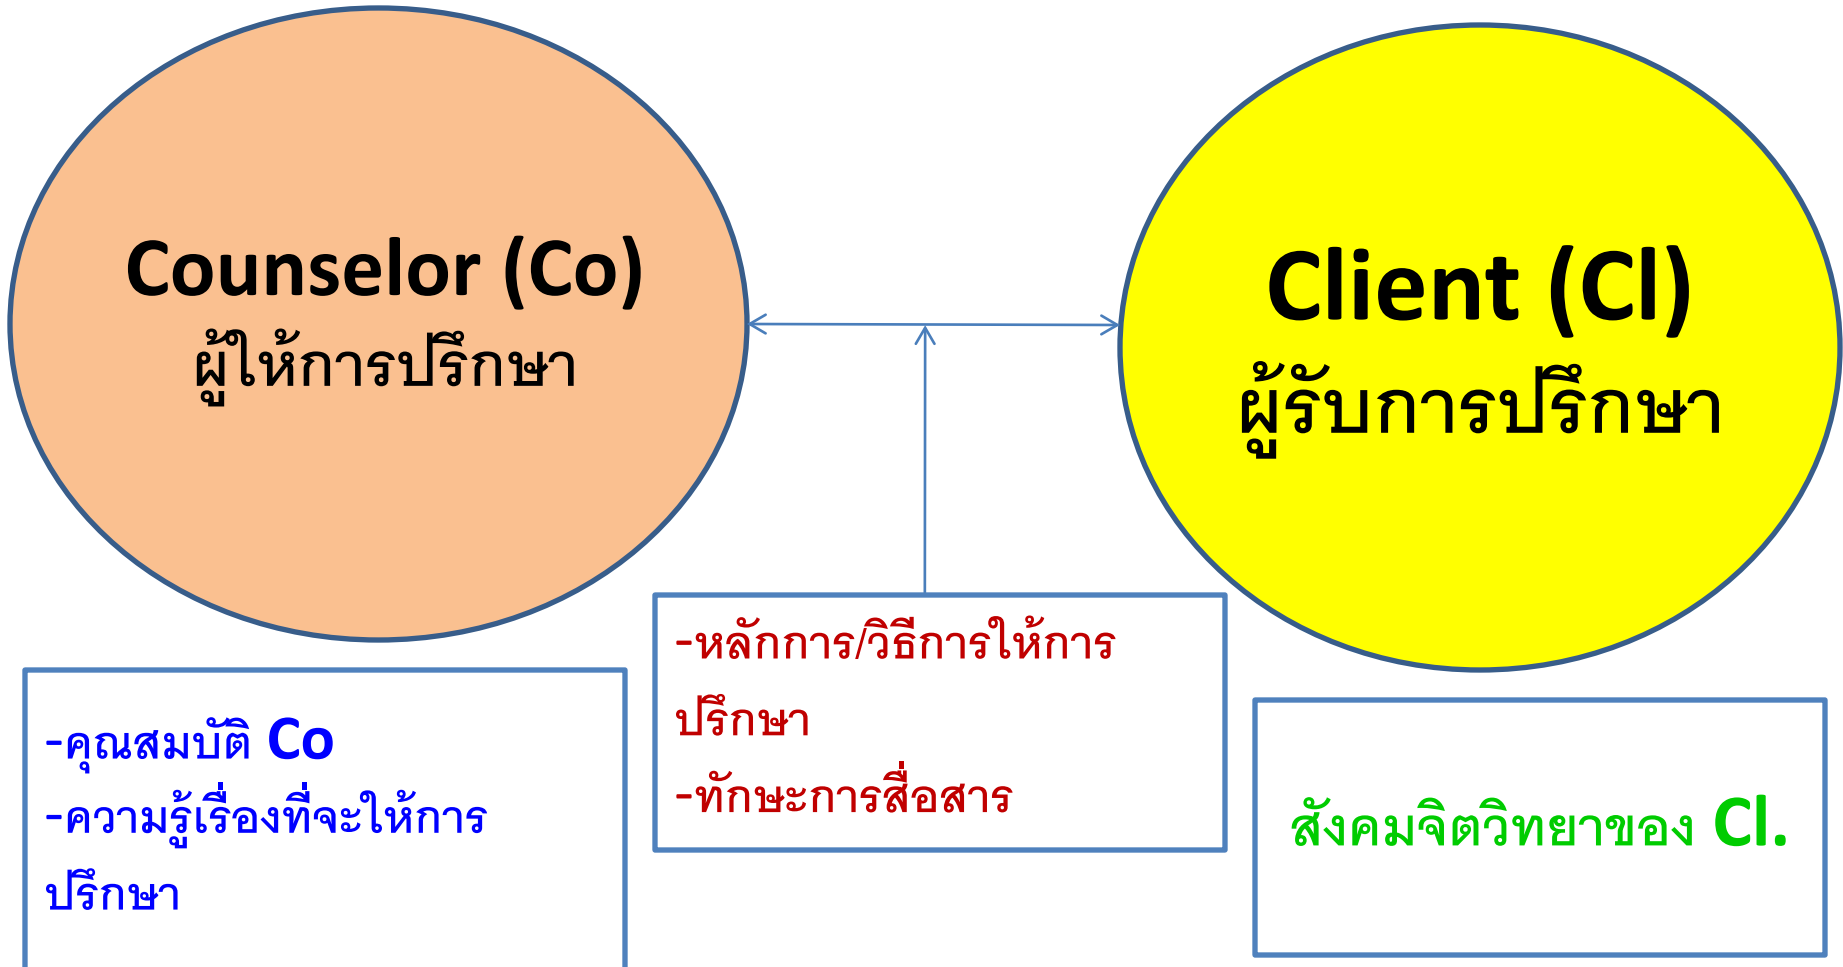 Counselor (Co)
ผู้ให้การปรึกษา
Client (Cl)
ผู้รับการปรึกษา
-คุณสมบัติ Co
-ความรู้เรื่องที่จะให้การ
ปรึกษา
-หลักการ/วิธีการให้การ
ปรึกษา
-ทักษะการสื่อสาร
สังคมจิตวิทยาของ Cl.